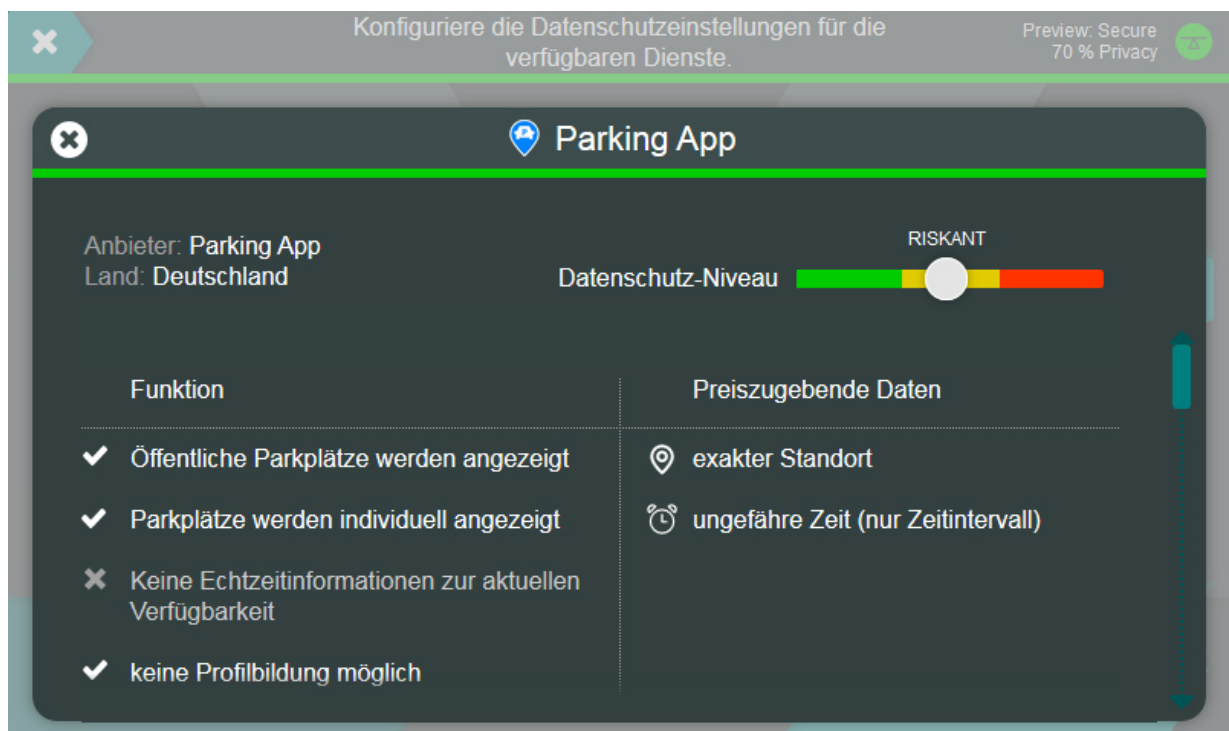 Konfiguriere die Datenschutzeinstellungen für die
verfügbaren Dienste.
Preview: Secure
70 % Privacy
Parking App
Anbieter: Parking App
Land: Deutschland
RISKANT
Datenschutz-Niveau
Funktion
Preiszugebende Daten
Öffentliche Parkplätze werden angezeigt
exakter Standort
Parkplätze werden individuell angezeigt
ungefähre Zeit (nur Zeitintervall)
Keine Echtzeitinformationen zur aktuellen
Verfügbarkeit
keine Profilbildung möglich